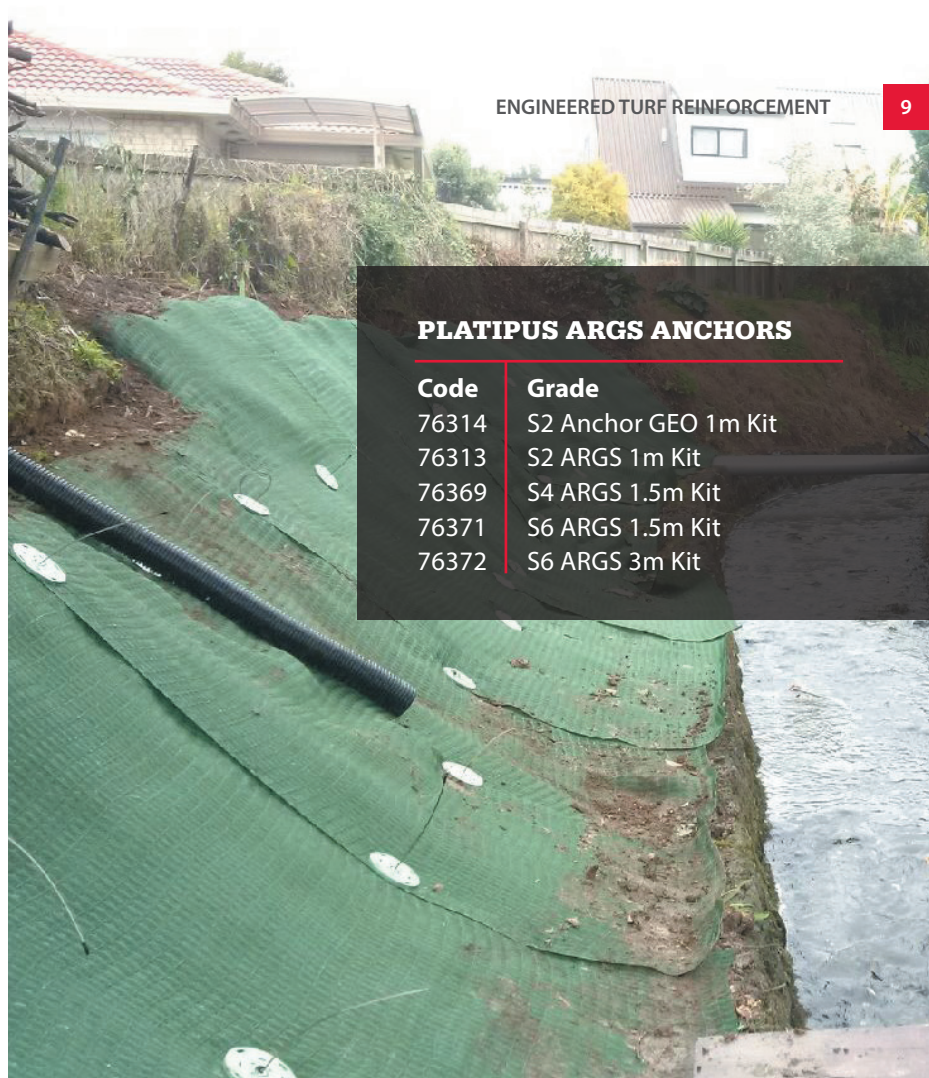 ENGINEERED TURF REINFORCEMENT 9
PLATIPUS ARGS ANCHORS
Code Grade
76314 S2 Anchor GEO 1m Kit
76313 S2 ARGS 1m Kit
76369 S4 ARGS 1.5m Kit
76371 S6 ARGS 1.5m Kit
76372 S6 ARGS 3m Kit